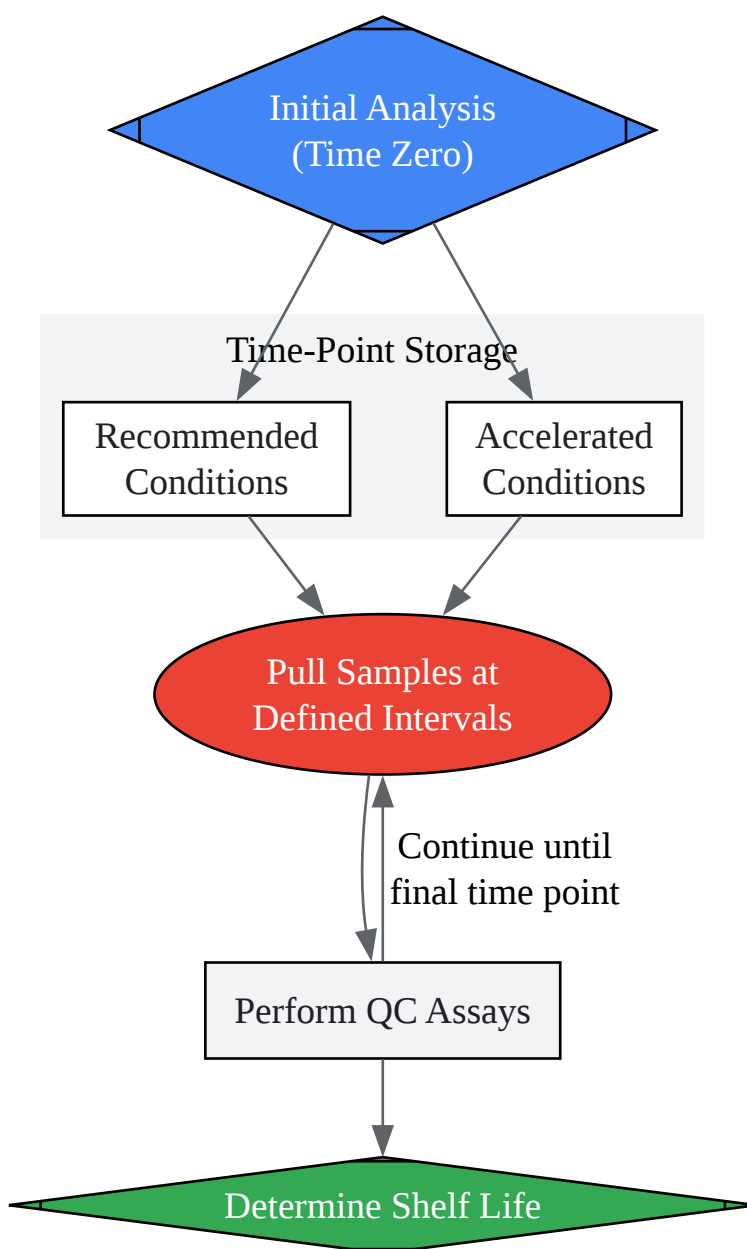 Initial Analysis
(Time Zero)
Time-Point Storage
Recommended
Conditions
Accelerated
Conditions
Pull Samples at
Defined Intervals
Continue until
final time point
Perform QC Assays
Determine Shelf Life